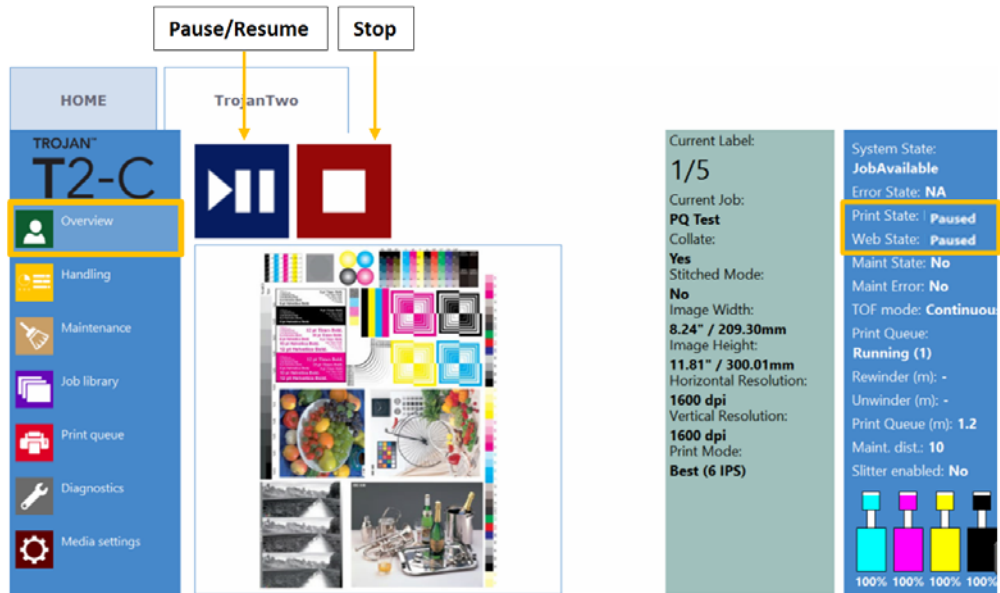 Pause/Resume
Stop
HOME
TrojanTwo
TROJAN™
T2-C
Overview
Handling
Maintenance
Job library
Print queue
Diagnostics
Media settings
Current Label:
1/5
Current Job:
PQ Test
Collate:
Yes
Stitched Mode:
No
Image Width:
8.24" / 209.30mm
Image Height:
11.81" / 300.01mm
Horizontal Resolution:
1600 dpi
Vertical Resolution:
1600 dpi
Print Mode:
Best (6 IPS)
System State:
JobAvailable
Error State: NA
Print State: Paused
Web State: Paused
Maint State: No
Maint Error: No
TOF mode: Continuou
Print Queue:
Running (1)
Rewinder (m): -
Unwinder (m): -
Print Queue (m): 1.2
Maint. dist.: 10
Slitter enabled: No
100% 100% 100% 100%